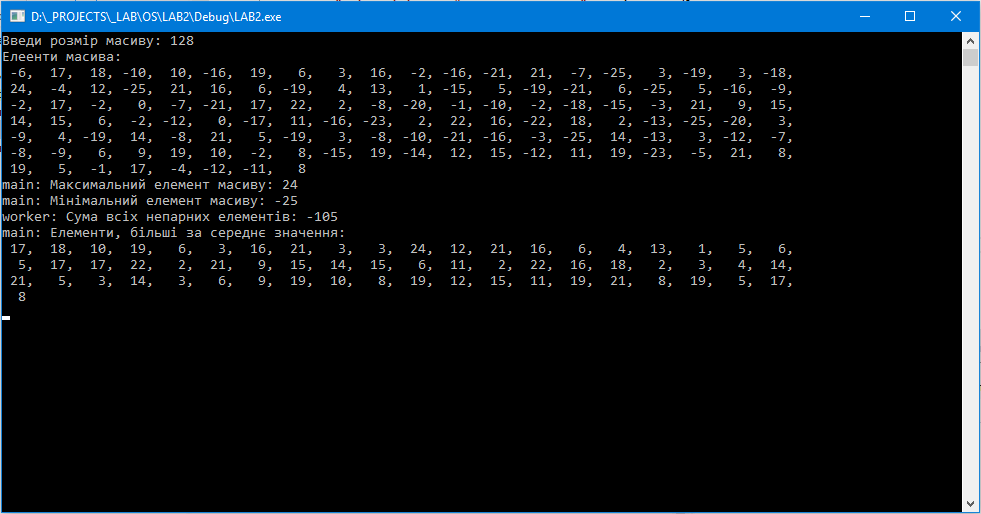 D:\_PROJECTS\_LAB\OS\LAB2\Debug\LAB2.exe
Введи розмір масиву: 128
Елеенти масива:
-6, 17, 18, -10, 10, -16, 19, 6, 3, 16, -2, -16, -21, 21, -7, -25, 3, -19, 3, -18,
24, -4, 12, -25, 21, 16, 6, -19, 4, 13, 1, -15, 5, -19, -21, 6, -25, 5, -16, -9,
-2, 17, -2, 0, -7, -21, 17, 22, 2, -8, -20, -1, -10, -2, -18, -15, -3, 21, 9, 15,
14, 15, 6, -2, -12, 0, -17, 11, -16, -23, 2, 22, 16, -22, 18, 2, -13, -25, -20, 3,
-9, 4, -19, 14, -8, 21, 5, -19, 3, -8, -10, -21, -16, -3, -25, 14, -13, 3, -12, -7,
-8, -9, 6, 9, 19, 10, -2, 8, -15, 19, -14, 12, 15, -12, 11, 19, -23, -5, 21, 8,
19, 5, -1, 17, -4, -12, -11, 8
main: Максимальний елемент масиву: 24
main: Мінімальний елемент масиву: -25
worker: Сума всіх непарних елементів: -105
main: Елементи, більші за середнє значення:
17, 18, 10, 19, 6, 3, 16, 21, 3, 3, 24, 12, 21, 16, 6, 4, 13, 1, 5, 6,
5, 17, 17, 22, 2, 21, 9, 15, 14, 15, 6, 11, 2, 22, 16, 18, 2, 3, 4, 14,
21, 5, 3, 14, 3, 6, 9, 19, 10, 8, 19, 12, 15, 11, 19, 21, 8, 19, 5, 17,
8